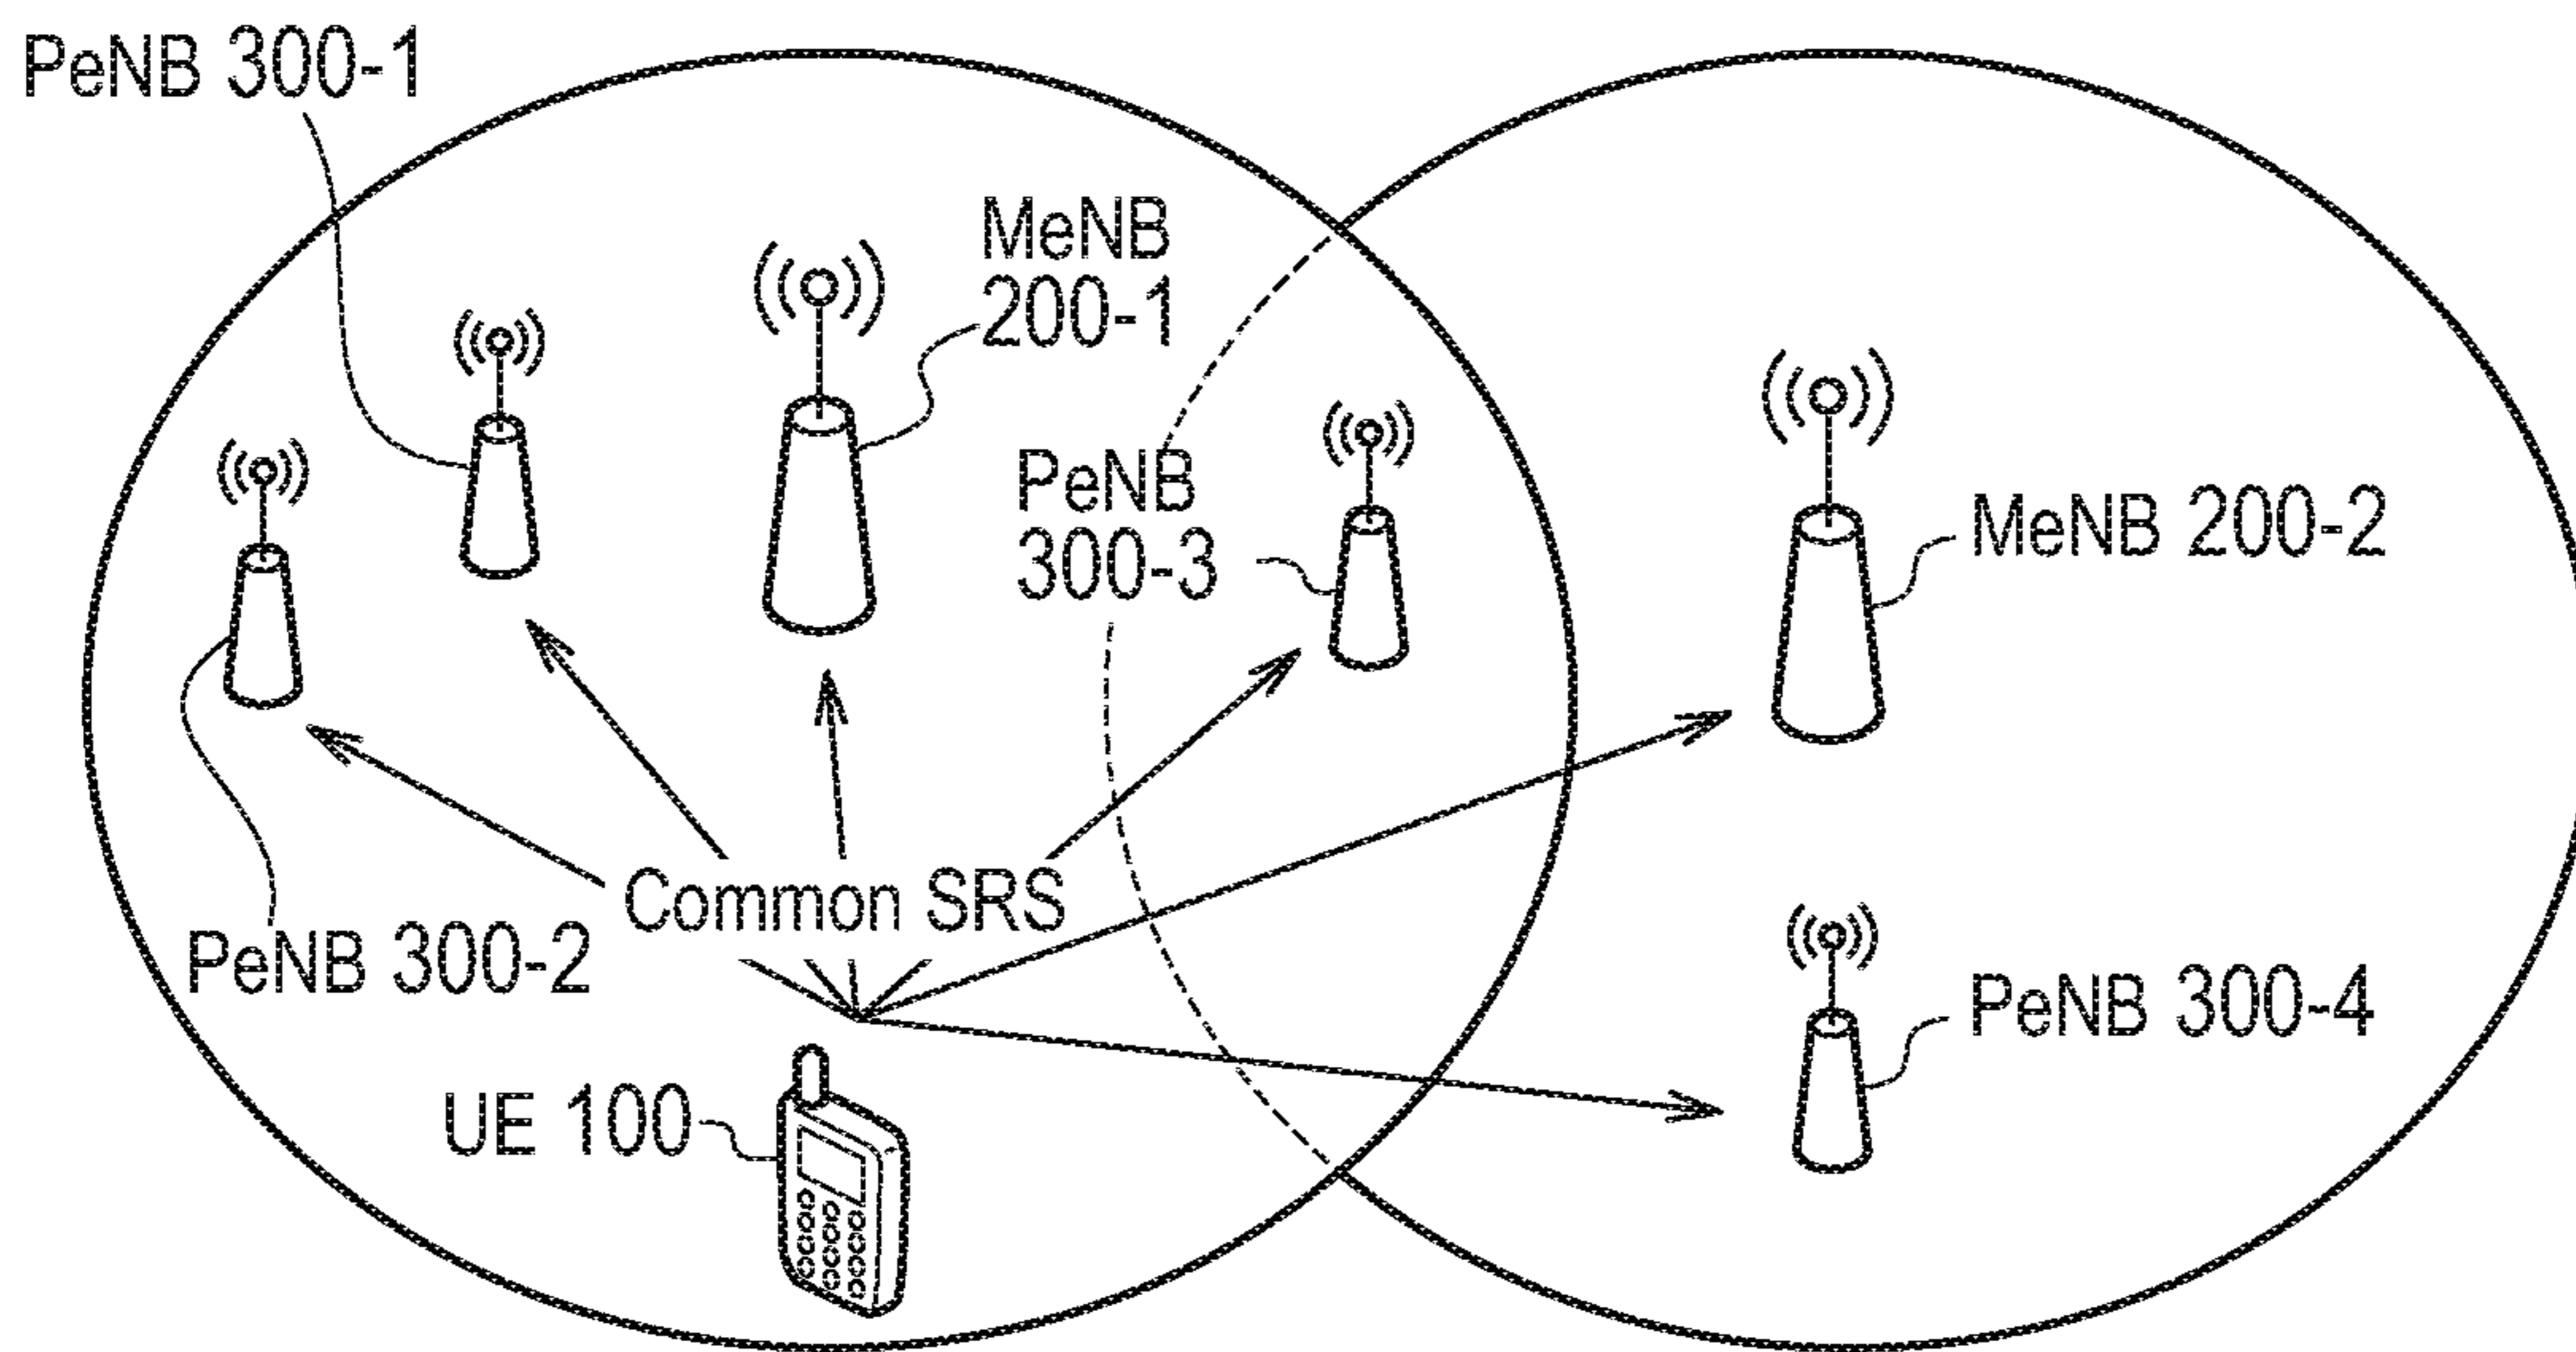 PeNB 300-1
MeNB
200-1
PeNB
300-3
MeNB 200-2
Common SRS
PeNB 300-2
PeNB 300-4
UE 100